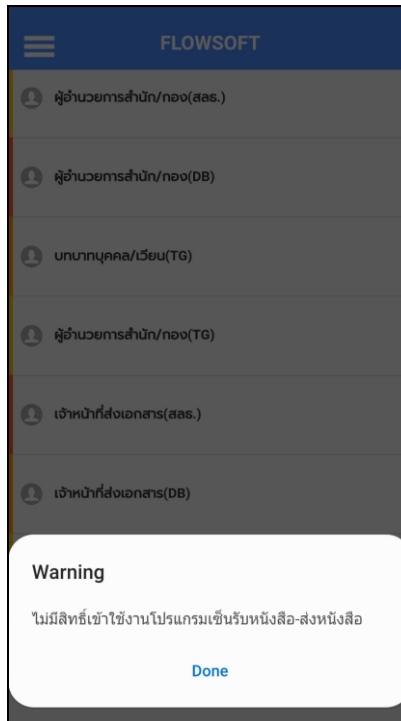 FLOWSOFT
ผู้อำนวยการสำนัก/กอง(สลธ.)
ผู้อำนวยการสำนัก/กอง(DB)
บทบาทบุคคล/เวียน(TG)
ผู้อำนวยการสำนัก/กอง(TG)
เจ้าหน้าที่ส่งเอกสาร(สลธ.)
เจ้าหน้าที่ส่งเอกสาร(DB)
Warning
ไม่มีสิทธิ์เข้าใช้งานโปรแกรมเซ็นรับหนังสือ-ส่งหนังสือ
Done